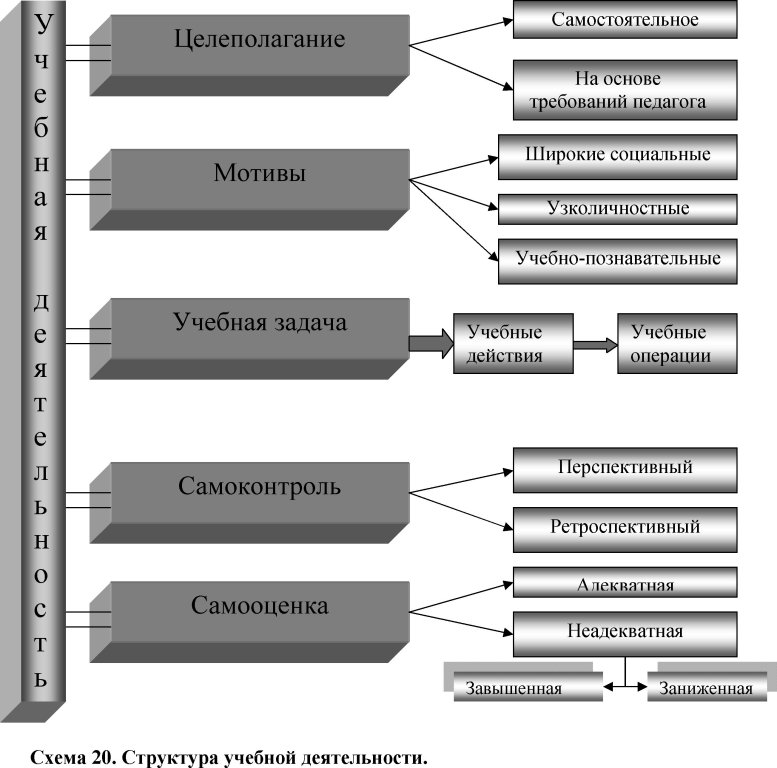 Учебная деятельность
Целеполагание
Самостоятельное
На основе
требований педагога
Мотивы
Широкие социальные
Узколичностные
Учебно-познавательные
Учебная задача
Учебные
действия
Учебные
операции
Самоконтроль
Перспективный
Ретроспективный
Самооценка
Адекватная
Неадекватная
Завышенная
Заниженная
Схема 20. Структура учебной деятельности.